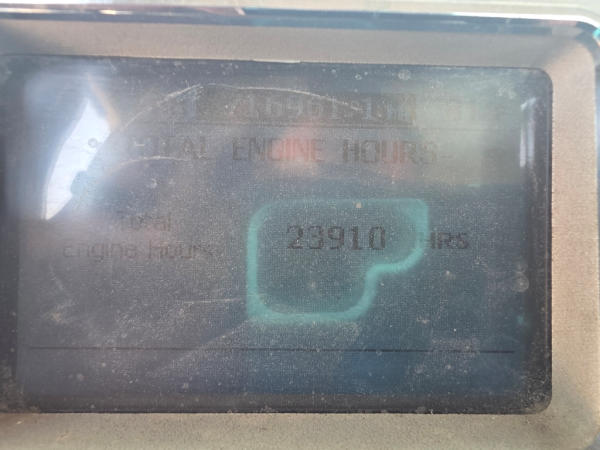 TOTAL ENGINE HOURS
Total
Engine Hours
23910 HRS